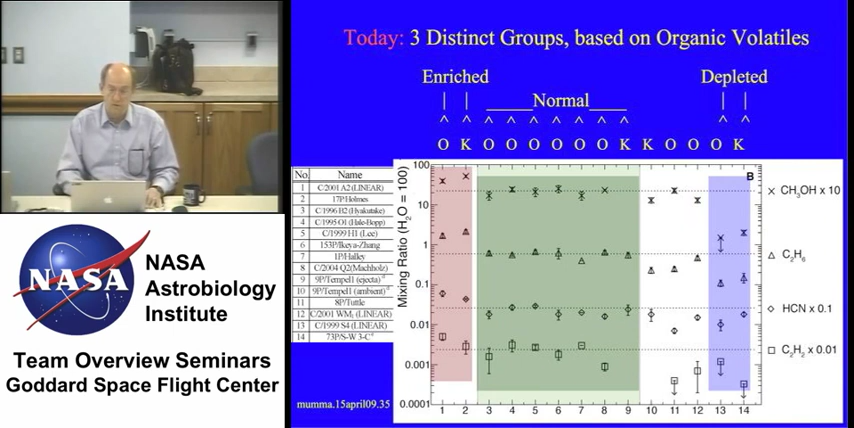 Today: 3 Distinct Groups, based on Organic Volatiles
Enriched
Normal
Depleted
O K O O O O O O K K O O O K
No. Name
1 C/2001 A2 (LINEAR)
2 17P/Holmes
3 C/1996 B2 (Hyakutake)
4 C/1995 O1 (Hale-Bopp)
5 C/1999 H1 (Lee)
6 153P/Ikeya-Zhang
7 1P/Halley
8 C/2004 Q2(Machholz)
9 9P/Tempel1 (ejecta)
10 9P/Tempel1 (ambient)
11 8P/Tuttle
12 C/2001 WM1 (LINEAR)
13 C/1999 S4 (LINEAR)
14 73P/S-W 3-C
Mixing Ratio (H2O = 100)
100
10
1
0.1
0.01
0.001
0.0001
B
CH3OH x 10
C2H6
HCN x 0.1
C2H2 x 0.01
1 2 3 4 5 6 7 8 9 10 11 12 13 14
mumma.15april09.35
NASA
NASA
Astrobiology
Institute
Team Overview Seminars
Goddard Space Flight Center